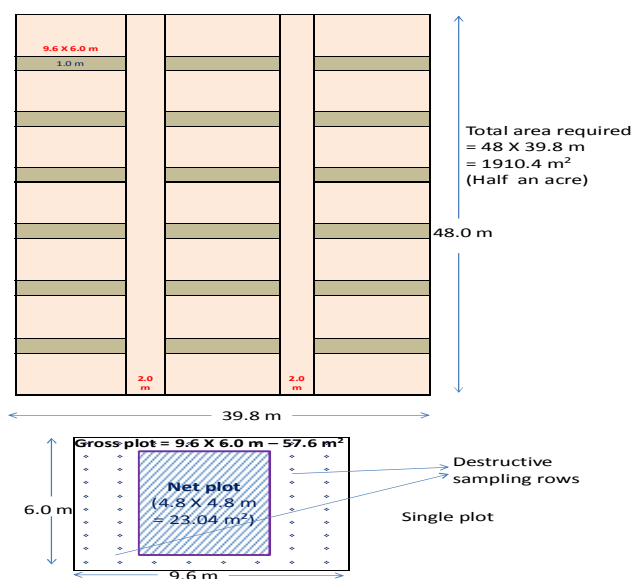 9.6 X 6.0 m
1.0 m
Total area required
= 48 X 39.8 m
= 1910.4 m²
(Half an acre)
48.0 m
2.0
m
2.0
m
39.8 m
Gross plot = 9.6 X 6.0 m – 57.6 m²
Net plot
(4.8 X 4.8 m
= 23.04 m²)
6.0 m
9.6 m
Destructive
sampling rows
Single plot